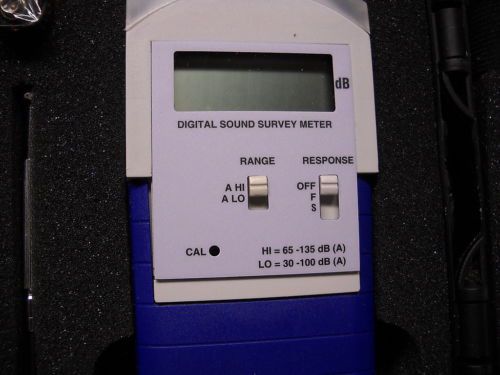 dB
DIGITAL SOUND SURVEY METER
RANGE RESPONSE
A HI
A LO
OFF
F
S
CAL
HI = 65 -135 dB (A)
LO = 30 -100 dB (A)